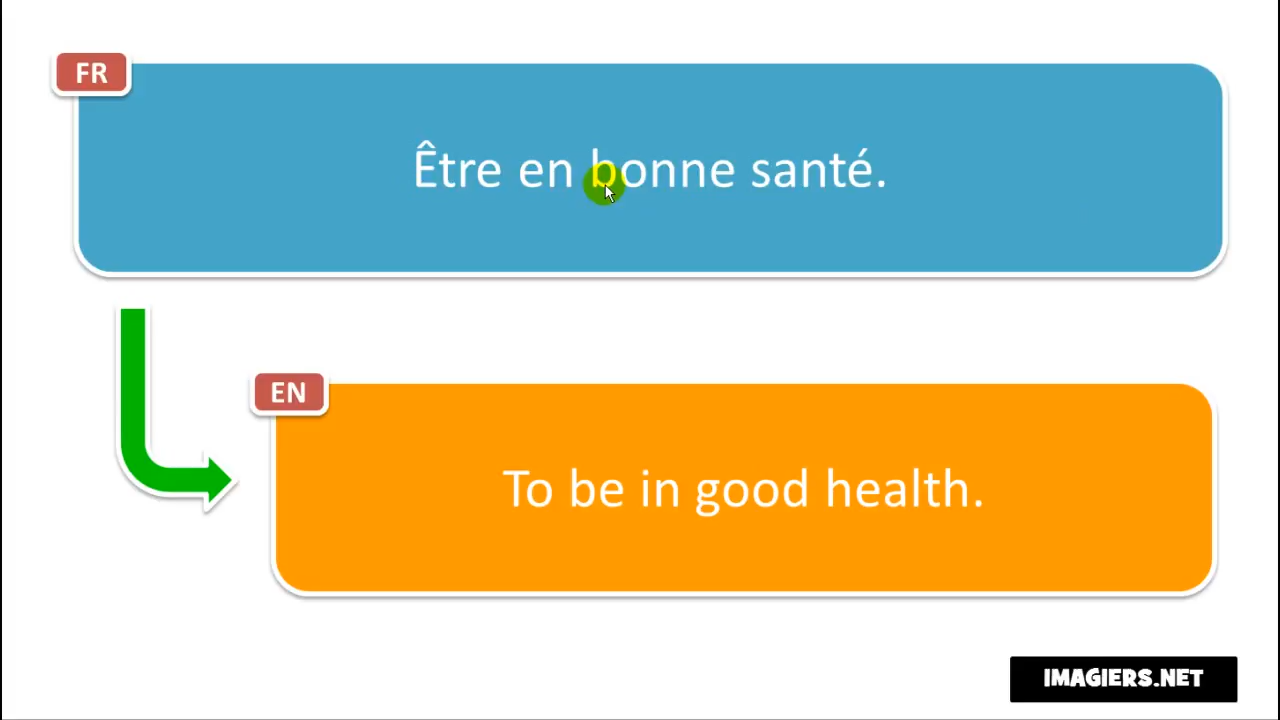 FR
Être en bonne santé.
EN
To be in good health.
IMAGIERS.NET